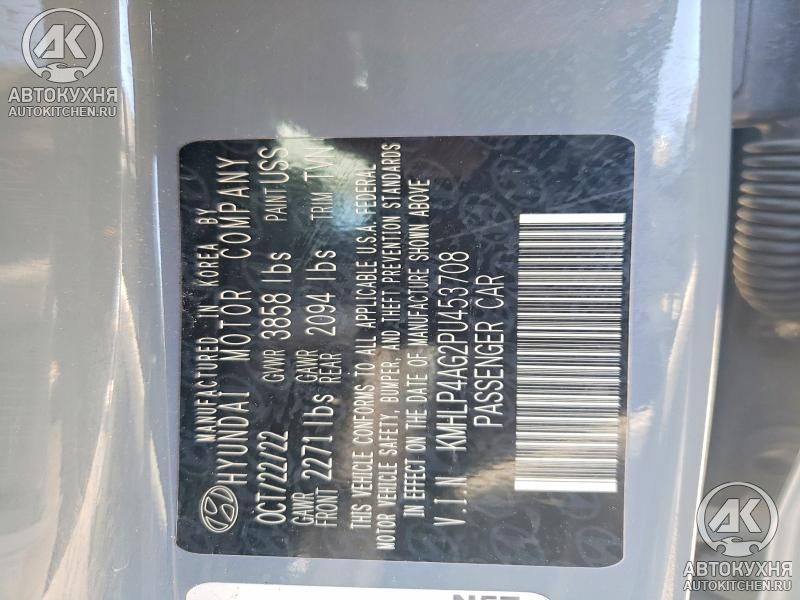 AK
АВТОКУХНЯ
AUTOKITCHEN.RU
MANUFACTURED IN KOREA BY
HYUNDAI MOTOR COMPANY
OCT/22/22 GVWR 3858 lbs PAINT USS
GAWR FRONT 2271 lbs GAWR REAR 2094 lbs TRIM TVN
THIS VEHICLE CONFORMS TO ALL APPLICABLE U.S.A. FEDERAL
MOTOR VEHICLE SAFETY, BUMPER, AND THEFT PREVENTION STANDARDS
IN EFFECT ON THE DATE OF MANUFACTURE SHOWN ABOVE
V.I.N KMHLP4AG2PU453708
PASSENGER CAR
AK
АВТОКУХНЯ
AUTOKITCHEN.RU